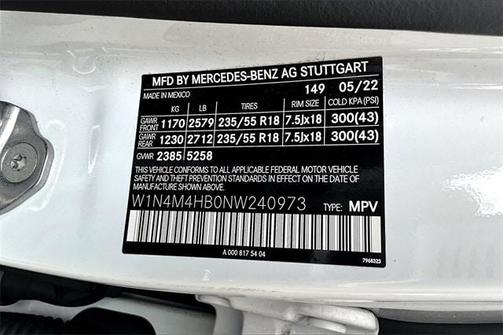 MFD BY MERCEDES-BENZ AG STUTTGART
149 05/22
MADE IN MEXICO
KG LB TIRES RIM SIZE COLD KPA (PSI)
GAWR FRONT 1170 2579 235/55 R18 7.5Jx18 300(43)
GAWR REAR 1230 2712 235/55 R18 7.5Jx18 300(43)
GVWR 2385 5258
THIS VEHICLE CONFORMS TO ALL APPLICABLE FEDERAL MOTOR VEHICLE
SAFETY AND THEFT PREVENTION STANDARDS IN EFFECT ON THE
DATE OF MANUFACTURE SHOWN ABOVE.
W1N4M4HB0NW240973 TYPE: MPV
A 000 817 54 04
7968323